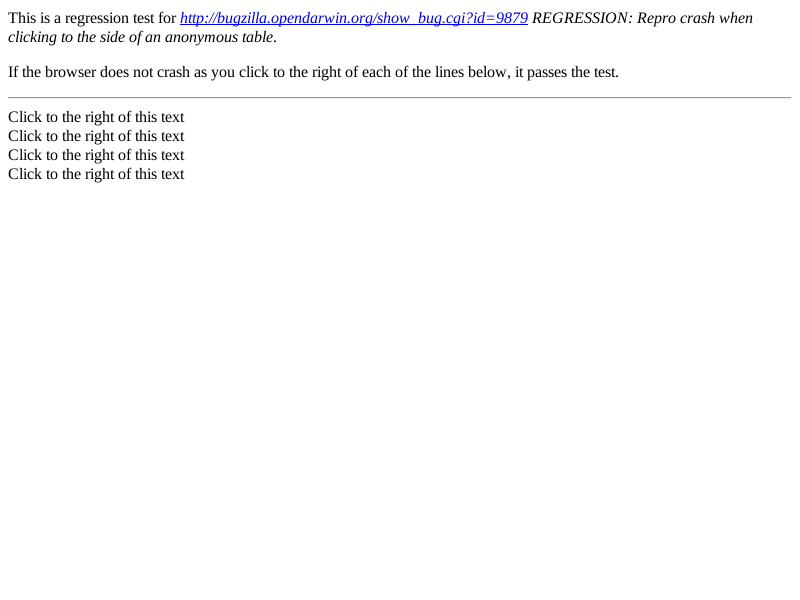 This is a regression test for http://bugzilla.opendarwin.org/show_bug.cgi?id=9879 REGRESSION: Repro crash when
clicking to the side of an anonymous table.
If the browser does not crash as you click to the right of each of the lines below, it passes the test.
Click to the right of this text
Click to the right of this text
Click to the right of this text
Click to the right of this text